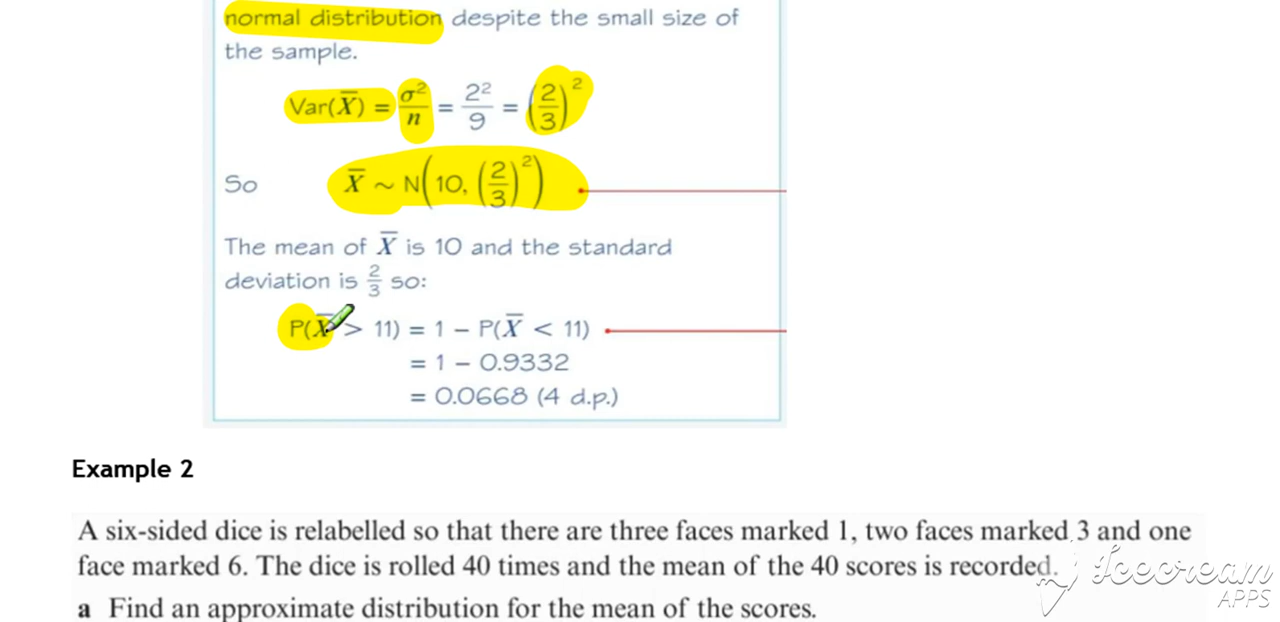 normal distribution despite the small size of
the sample.
Var(X̅) = σ²/n = 2²/9 = (2/3)²
So X̅ ~ N(10, (2/3)²)
The mean of X̅ is 10 and the standard
deviation is 2/3 so:
P(X̅ > 11) = 1 − P(X̅ < 11)
= 1 − 0.9332
= 0.0668 (4 d.p.)
Example 2
A six-sided dice is relabelled so that there are three faces marked 1, two faces marked 3 and one
face marked 6. The dice is rolled 40 times and the mean of the 40 scores is recorded.
a Find an approximate distribution for the mean of the scores.
Icecream
APPS